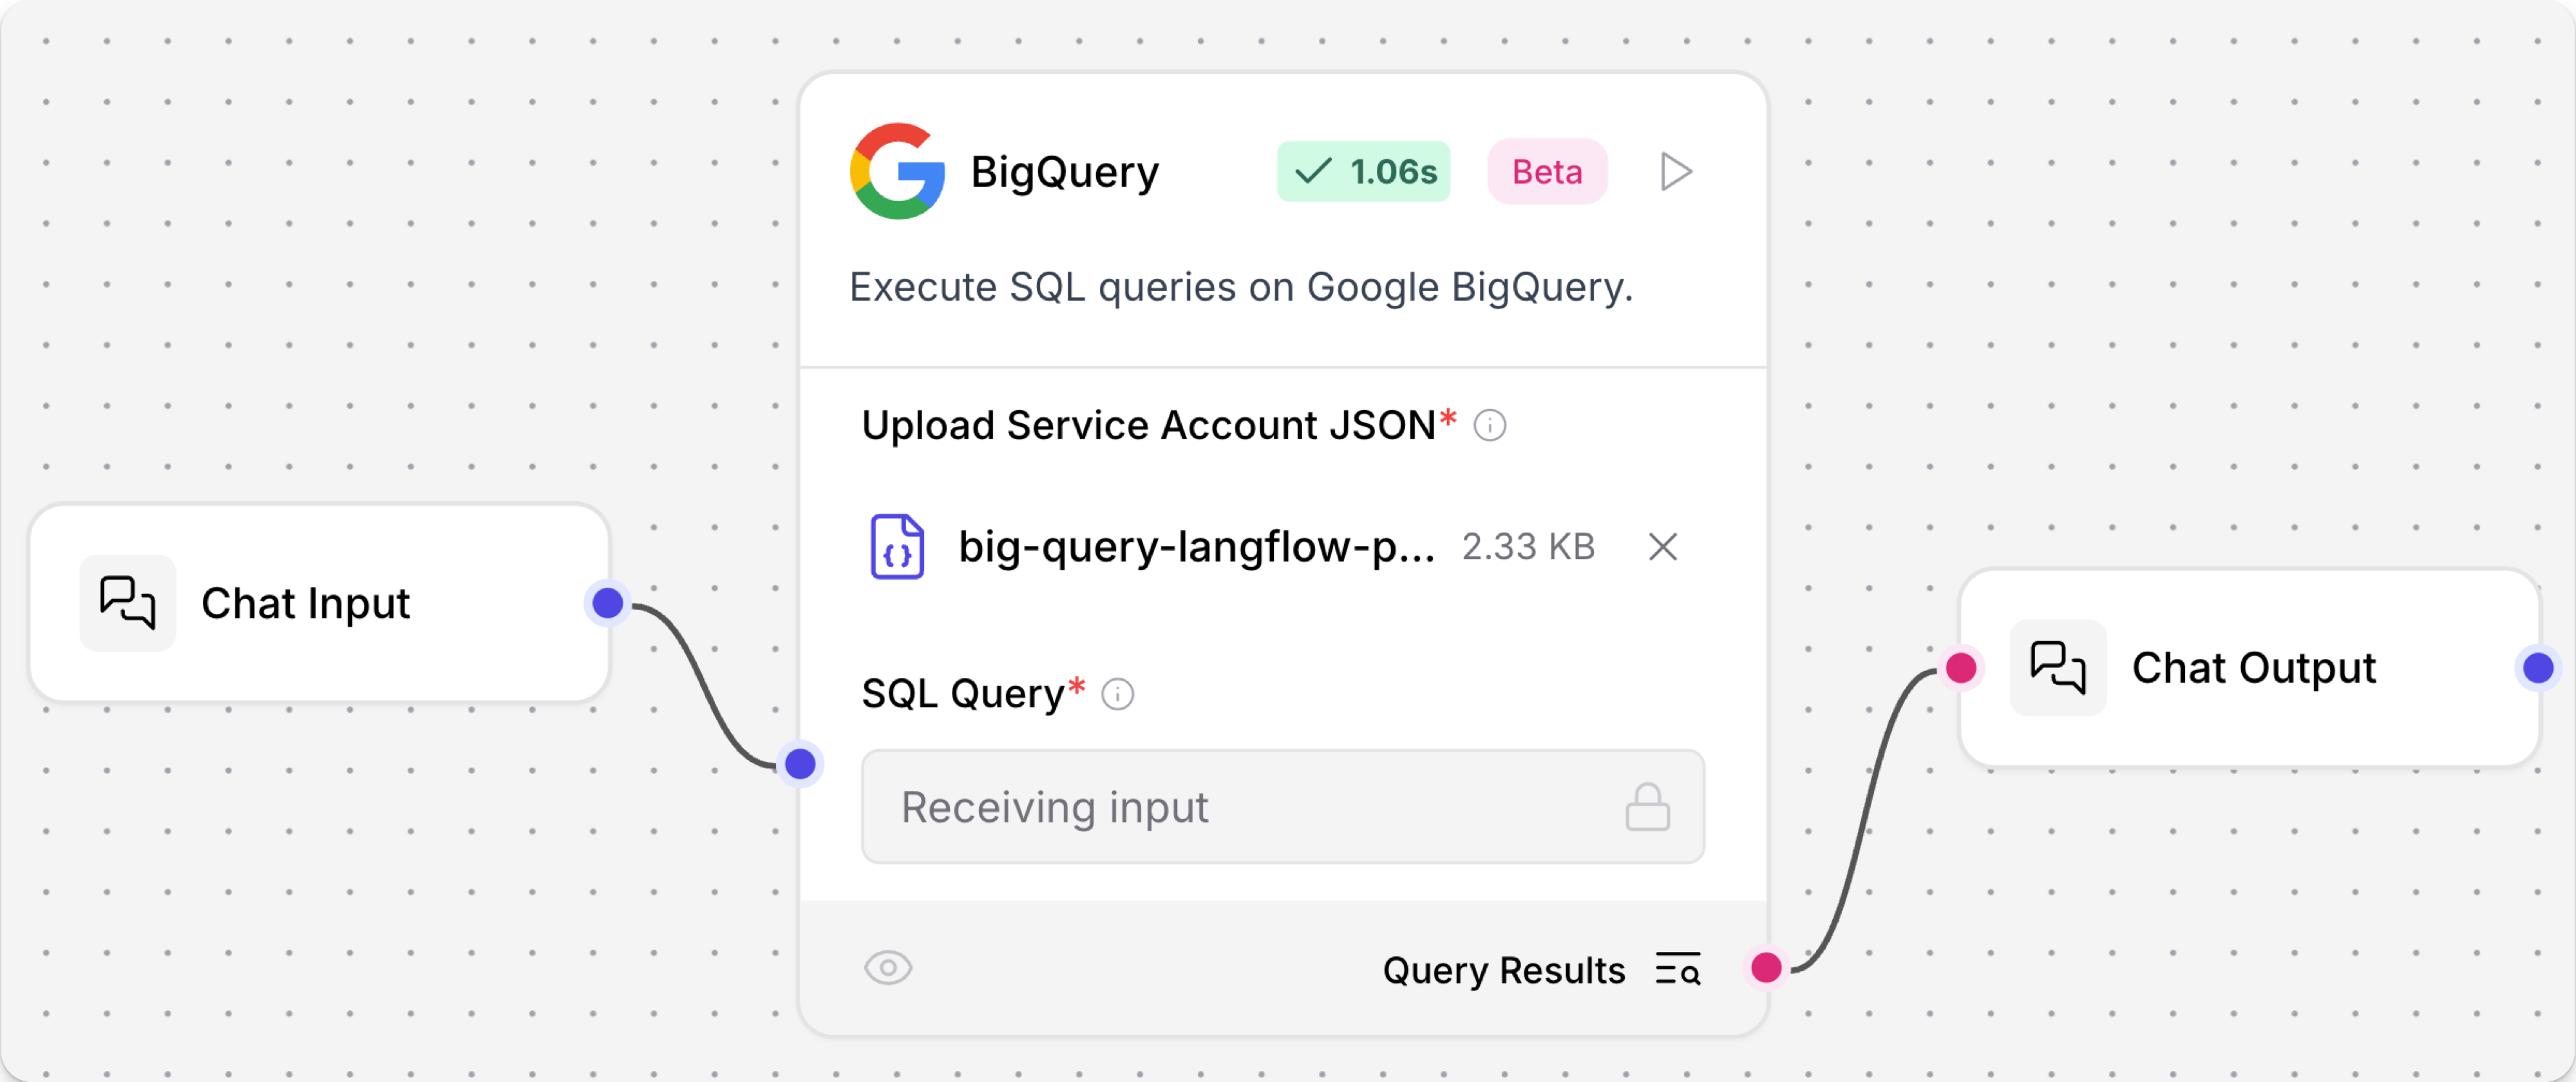 BigQuery 1.06s Beta
Execute SQL queries on Google BigQuery.
Upload Service Account JSON*
big-query-langflow-p... 2.33 KB
Chat Input
SQL Query*
Chat Output
Receiving input
Query Results